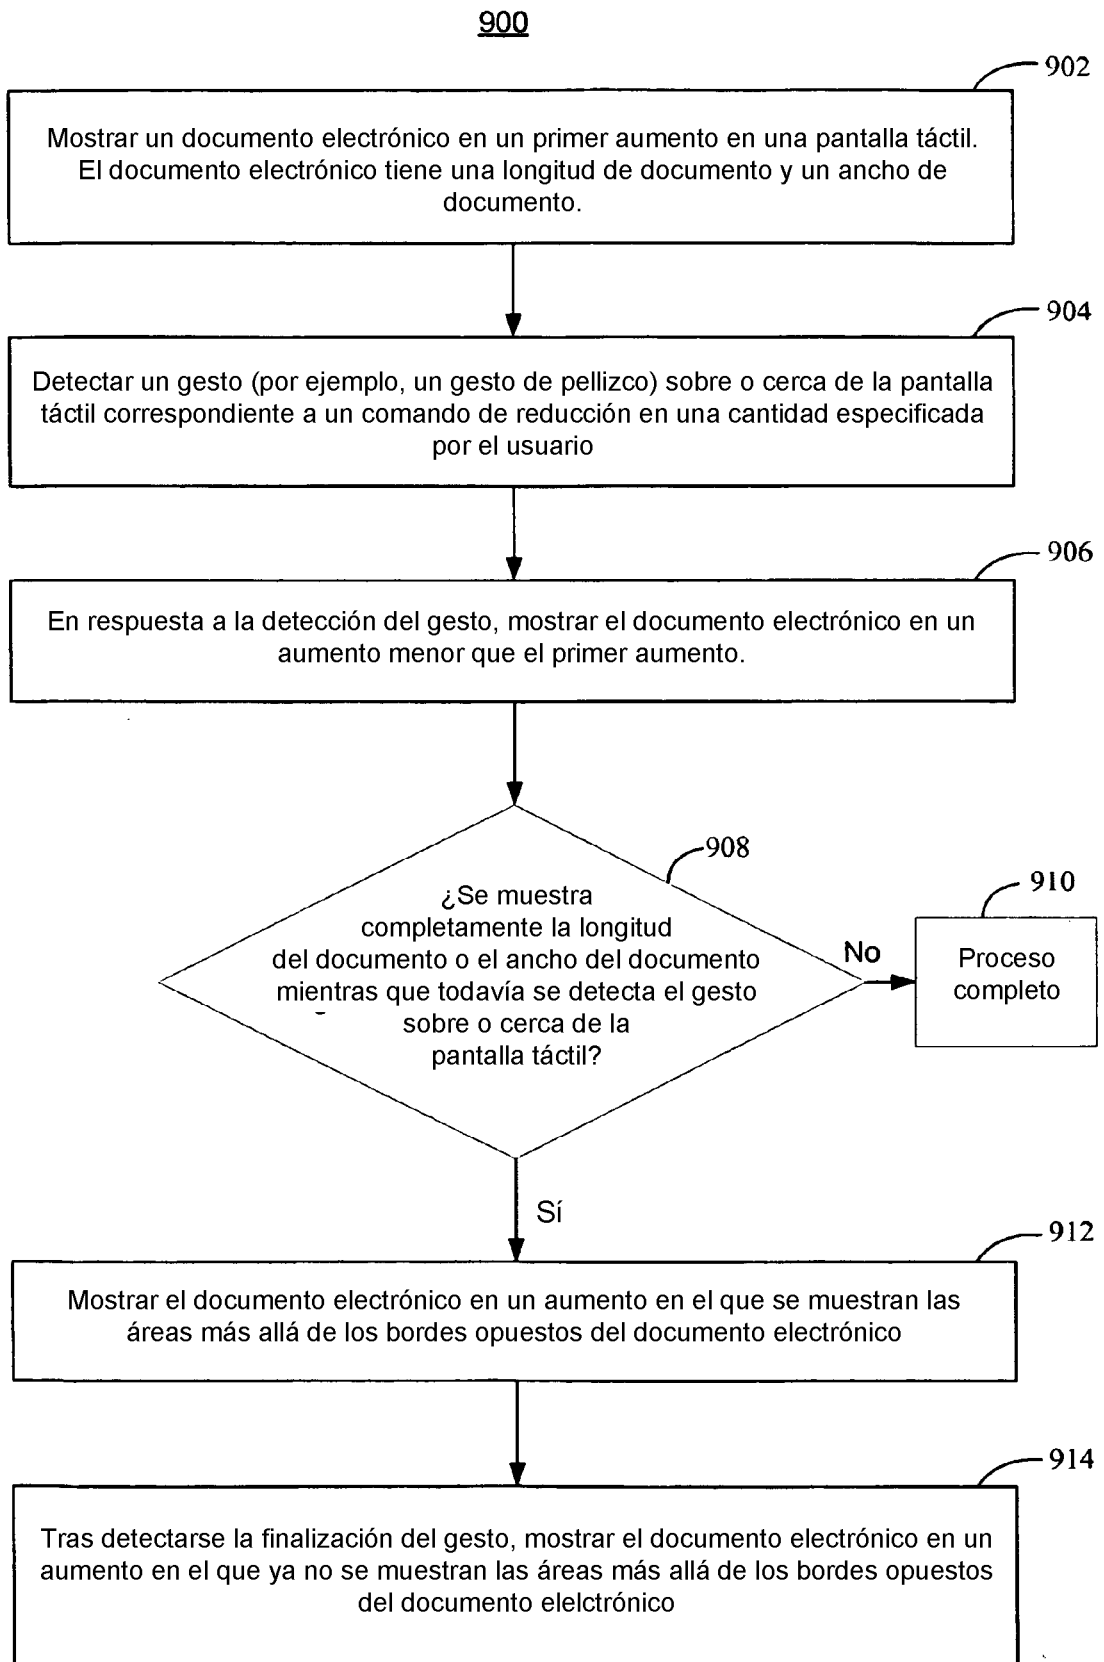 900
902
Mostrar un documento electrónico en un primer aumento en una pantalla táctil.
El documento electrónico tiene una longitud de documento y un ancho de
documento.
904
Detectar un gesto (por ejemplo, un gesto de pellizco) sobre o cerca de la pantalla
táctil correspondiente a un comando de reducción en una cantidad especificada
por el usuario
906
En respuesta a la detección del gesto, mostrar el documento electrónico en un
aumento menor que el primer aumento.
908
¿Se muestra
completamente la longitud
del documento o el ancho del documento
mientras que todavía se detecta el gesto
sobre o cerca de la
pantalla táctil?
No
910
Proceso
completo
Sí
912
Mostrar el documento electrónico en un aumento en el que se muestran las
áreas más allá de los bordes opuestos del documento electrónico
914
Tras detectarse la finalización del gesto, mostrar el documento electrónico en un
aumento en el que ya no se muestran las áreas más allá de los bordes opuestos
del documento elelctrónico